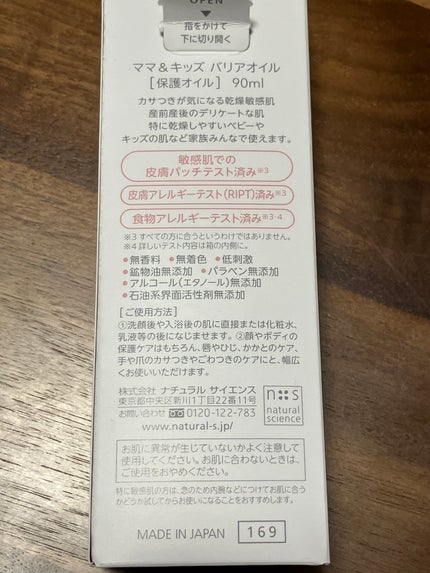 OPEN
指をかけて
下に切り開く
ママ＆キッズ バリアオイル
［保護オイル］ 90ml
カサつきが気になる乾燥敏感肌
産前産後のデリケートな肌
特に乾燥しやすいベビーや
キッズの肌など家族みんなで使えます。
敏感肌での
皮膚パッチテスト済み※3
皮膚アレルギーテスト(RIPT)済み※3
食物アレルギーテスト済み※3・4
※3 すべての方に合うというわけではありません。
※4 詳しいテスト内容は箱の内側に。
●無香料 ●無着色 ●低刺激
●鉱物油無添加 ●パラベン無添加
●アルコール(エタノール)無添加
●石油系界面活性剤無添加
［ご使用方法］
①洗顔後や入浴後の肌に直接または化粧水、
乳液等の後になじませます。②顔やボディの
保護ケアはもちろん、唇やひじ、かかとのケア、
手や爪のカサつきやごわつきのケアにと、幅広
くお使いいただけます。
株式会社 ナチュラル サイエンス
東京都中央区新川1丁目22番11号
お問い合わせ 0120-122-783
www.natural-s.jp/
n s
natural
science
お肌に異常が生じていないかよく注意して
使用してください。お肌に合わないときは、
ご使用をおやめください。
特に敏感肌の方は、念のため内腕などにつけてお肌に合う
かどうか試してからお使いになることをおすすめします。
MADE IN JAPAN 169